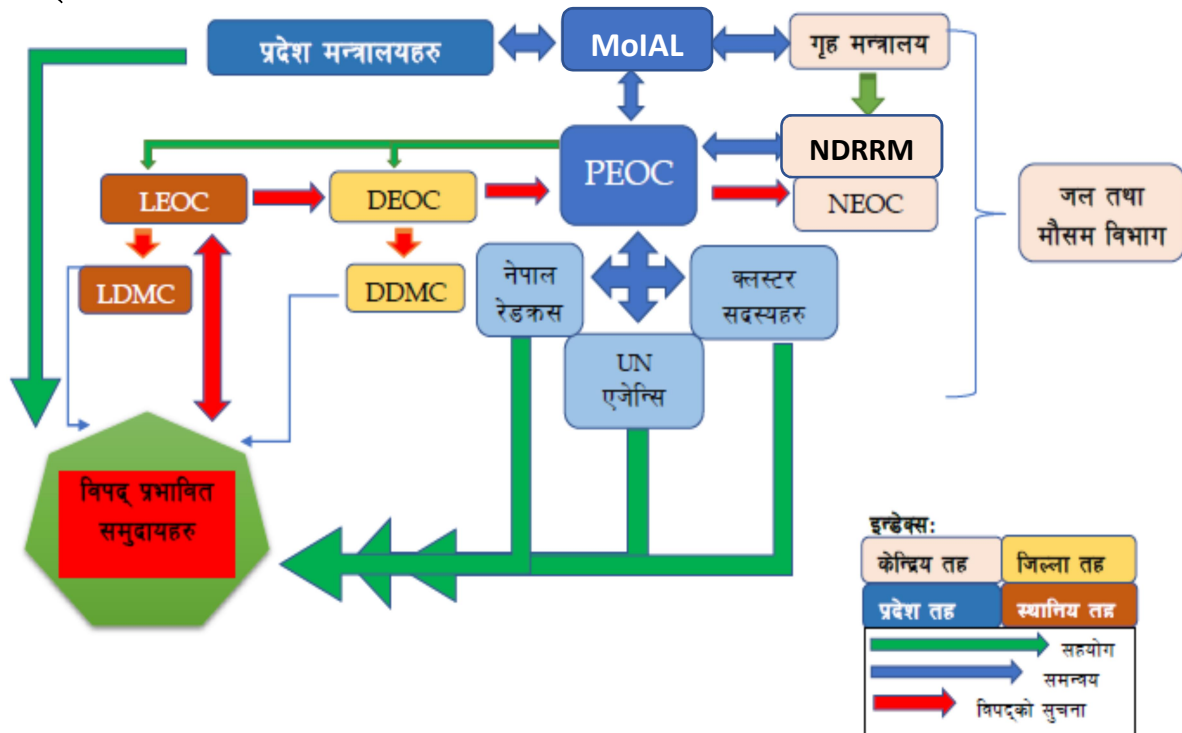 प्रदेश मन्त्रालयहरु
MoIAL
गृह मन्त्रालय
NDRRM
PEOC
NEOC
LEOC
DEOC
LDMC
DDMC
जल तथा
मौसम विभाग
नेपाल
रेडक्रस
क्लस्टर
सदस्यहरु
UN
एजेन्सि
विपद् प्रभावित
समुदायहरु
इन्डेक्स:
केन्द्रिय तह
जिल्ला तह
प्रदेश तह
स्थानिय तह
सहयोग
समन्वय
विपद्को सुचना